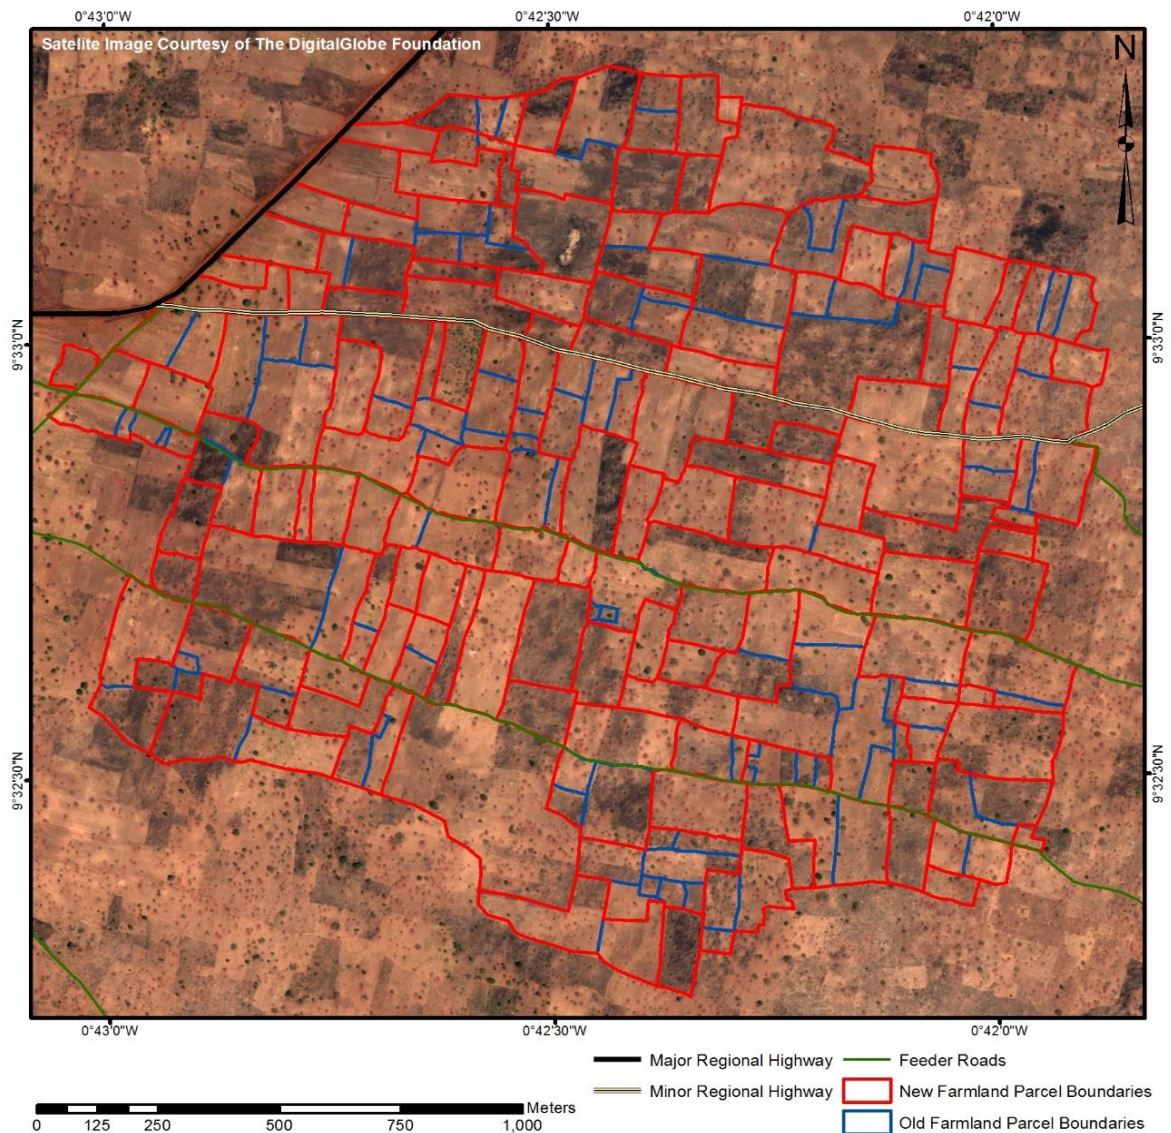 0°43'0"W 0°42'30"W 0°42'0"W
Satelite Image Courtesy of The DigitalGlobe Foundation
N
9°33'0"N 9°33'0"N
9°32'30"N 9°32'30"N
0°43'0"W 0°42'30"W 0°42'0"W
Major Regional Highway Feeder Roads
Minor Regional Highway New Farmland Parcel Boundaries
Old Farmland Parcel Boundaries
Meters
0 125 250 500 750 1,000